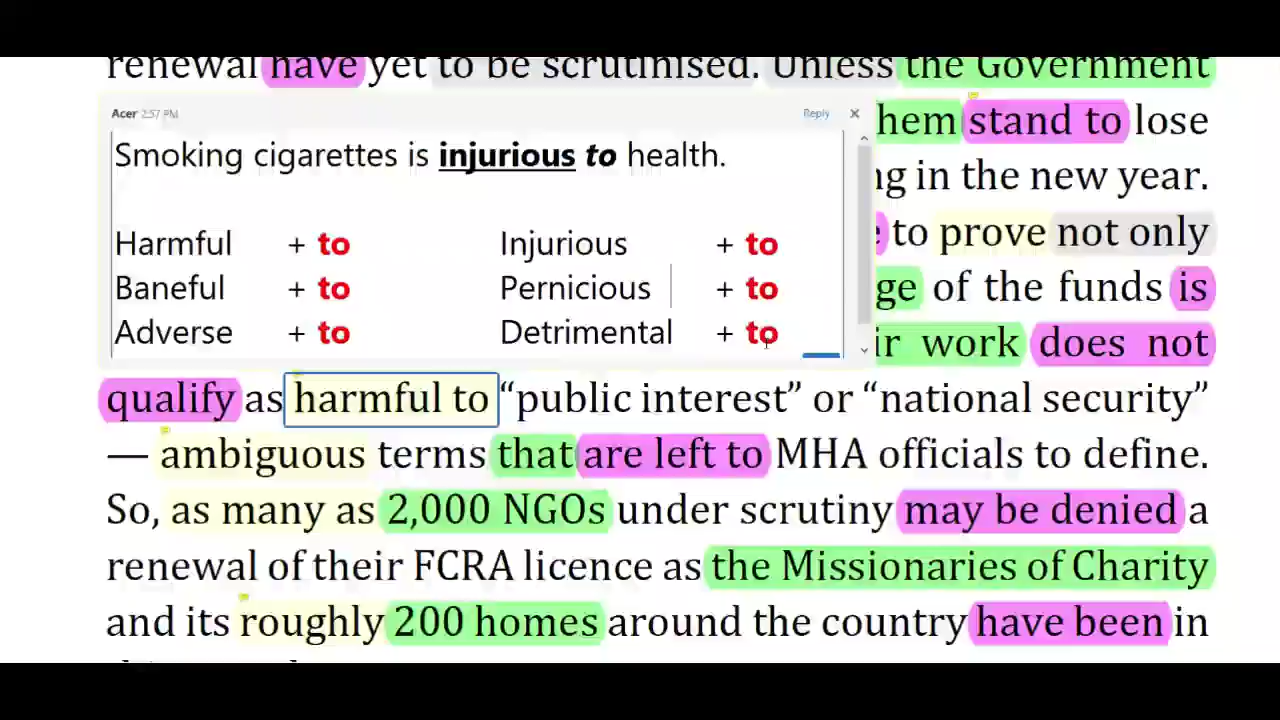 renewal have yet to be scrutinised. Unless the Government
Acer 2:57 PM Reply
hem stand to lose
Smoking cigarettes is injurious to health.
ng in the new year.
to prove not only
Harmful + to Injurious + to
Baneful + to Pernicious + to
ge of the funds is
Adverse + to Detrimental + to
ir work does not
qualify as harmful to “public interest” or “national security”
— ambiguous terms that are left to MHA officials to define.
So, as many as 2,000 NGOs under scrutiny may be denied a
renewal of their FCRA licence as the Missionaries of Charity
and its roughly 200 homes around the country have been in